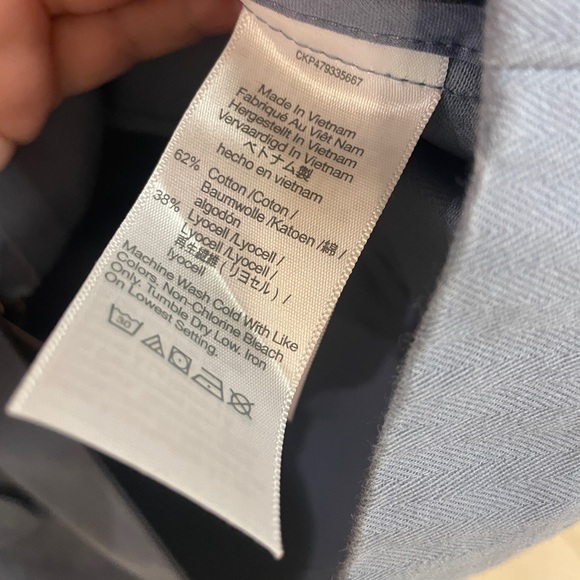 CKP479335667
Made In Vietnam
Fabriqué Au Viêt Nam
Hergestellt In Vietnam
Vervaardigd In Vietnam
ベトナム製
hecho en vietnam
62% Cotton /Coton /
Baumwolle /Katoen /綿 /
algodón
38% Lyocell /Lyocell /
Lyocell /Lyocell /
再生繊維 (リヨセル) /
lyocell
Machine Wash Cold With Like
Colors. Non-Chlorine Bleach
Only. Tumble Dry Low. Iron
On Lowest Setting.
30